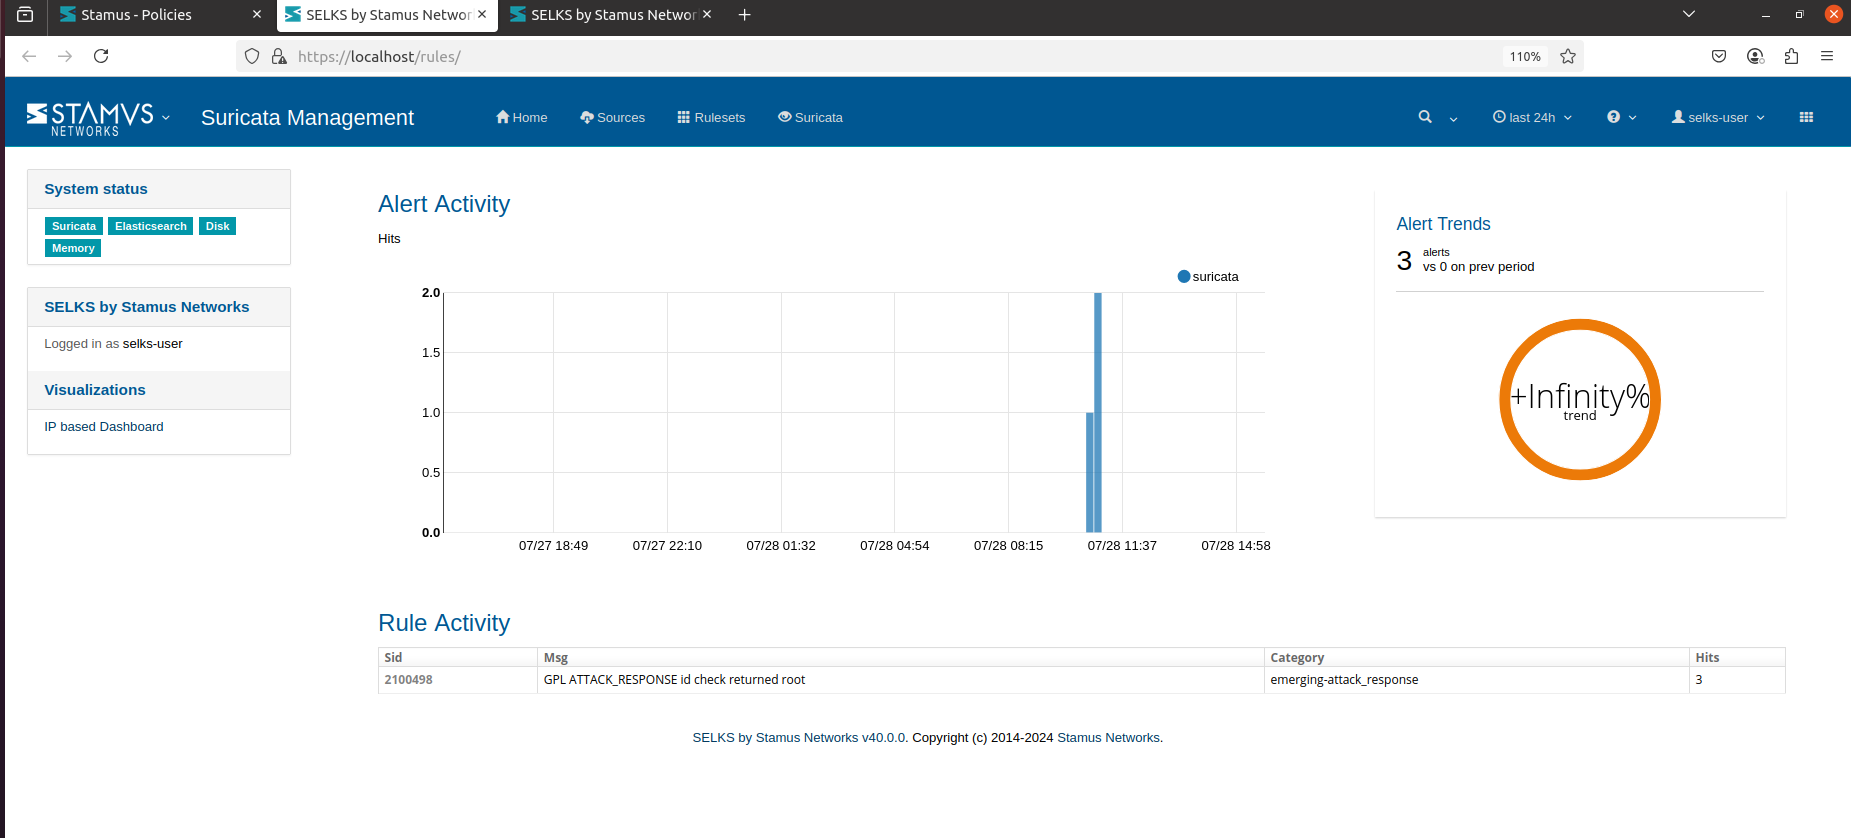 Stamus - Policies
SELKS by Stamus Networ
SELKS by Stamus Networ
https://localhost/rules/
110%
STAMVS
NETWORKS
Suricata Management
Home
Sources
Rulesets
Suricata
last 24h
selks-user
System status
Suricata Elasticsearch Disk
Memory
SELKS by Stamus Networks
Logged in as selks-user
Visualizations
IP based Dashboard
Alert Activity
Hits
suricata
2.0
1.5
1.0
0.5
0.0
07/27 18:49 07/27 22:10 07/28 01:32 07/28 04:54 07/28 08:15 07/28 11:37 07/28 14:58
Alert Trends
3 alerts
vs 0 on prev period
+Infinity%
trend
Rule Activity
Sid Msg Category Hits
2100498 GPL ATTACK_RESPONSE id check returned root emerging-attack_response 3
SELKS by Stamus Networks v40.0.0. Copyright (c) 2014-2024 Stamus Networks.